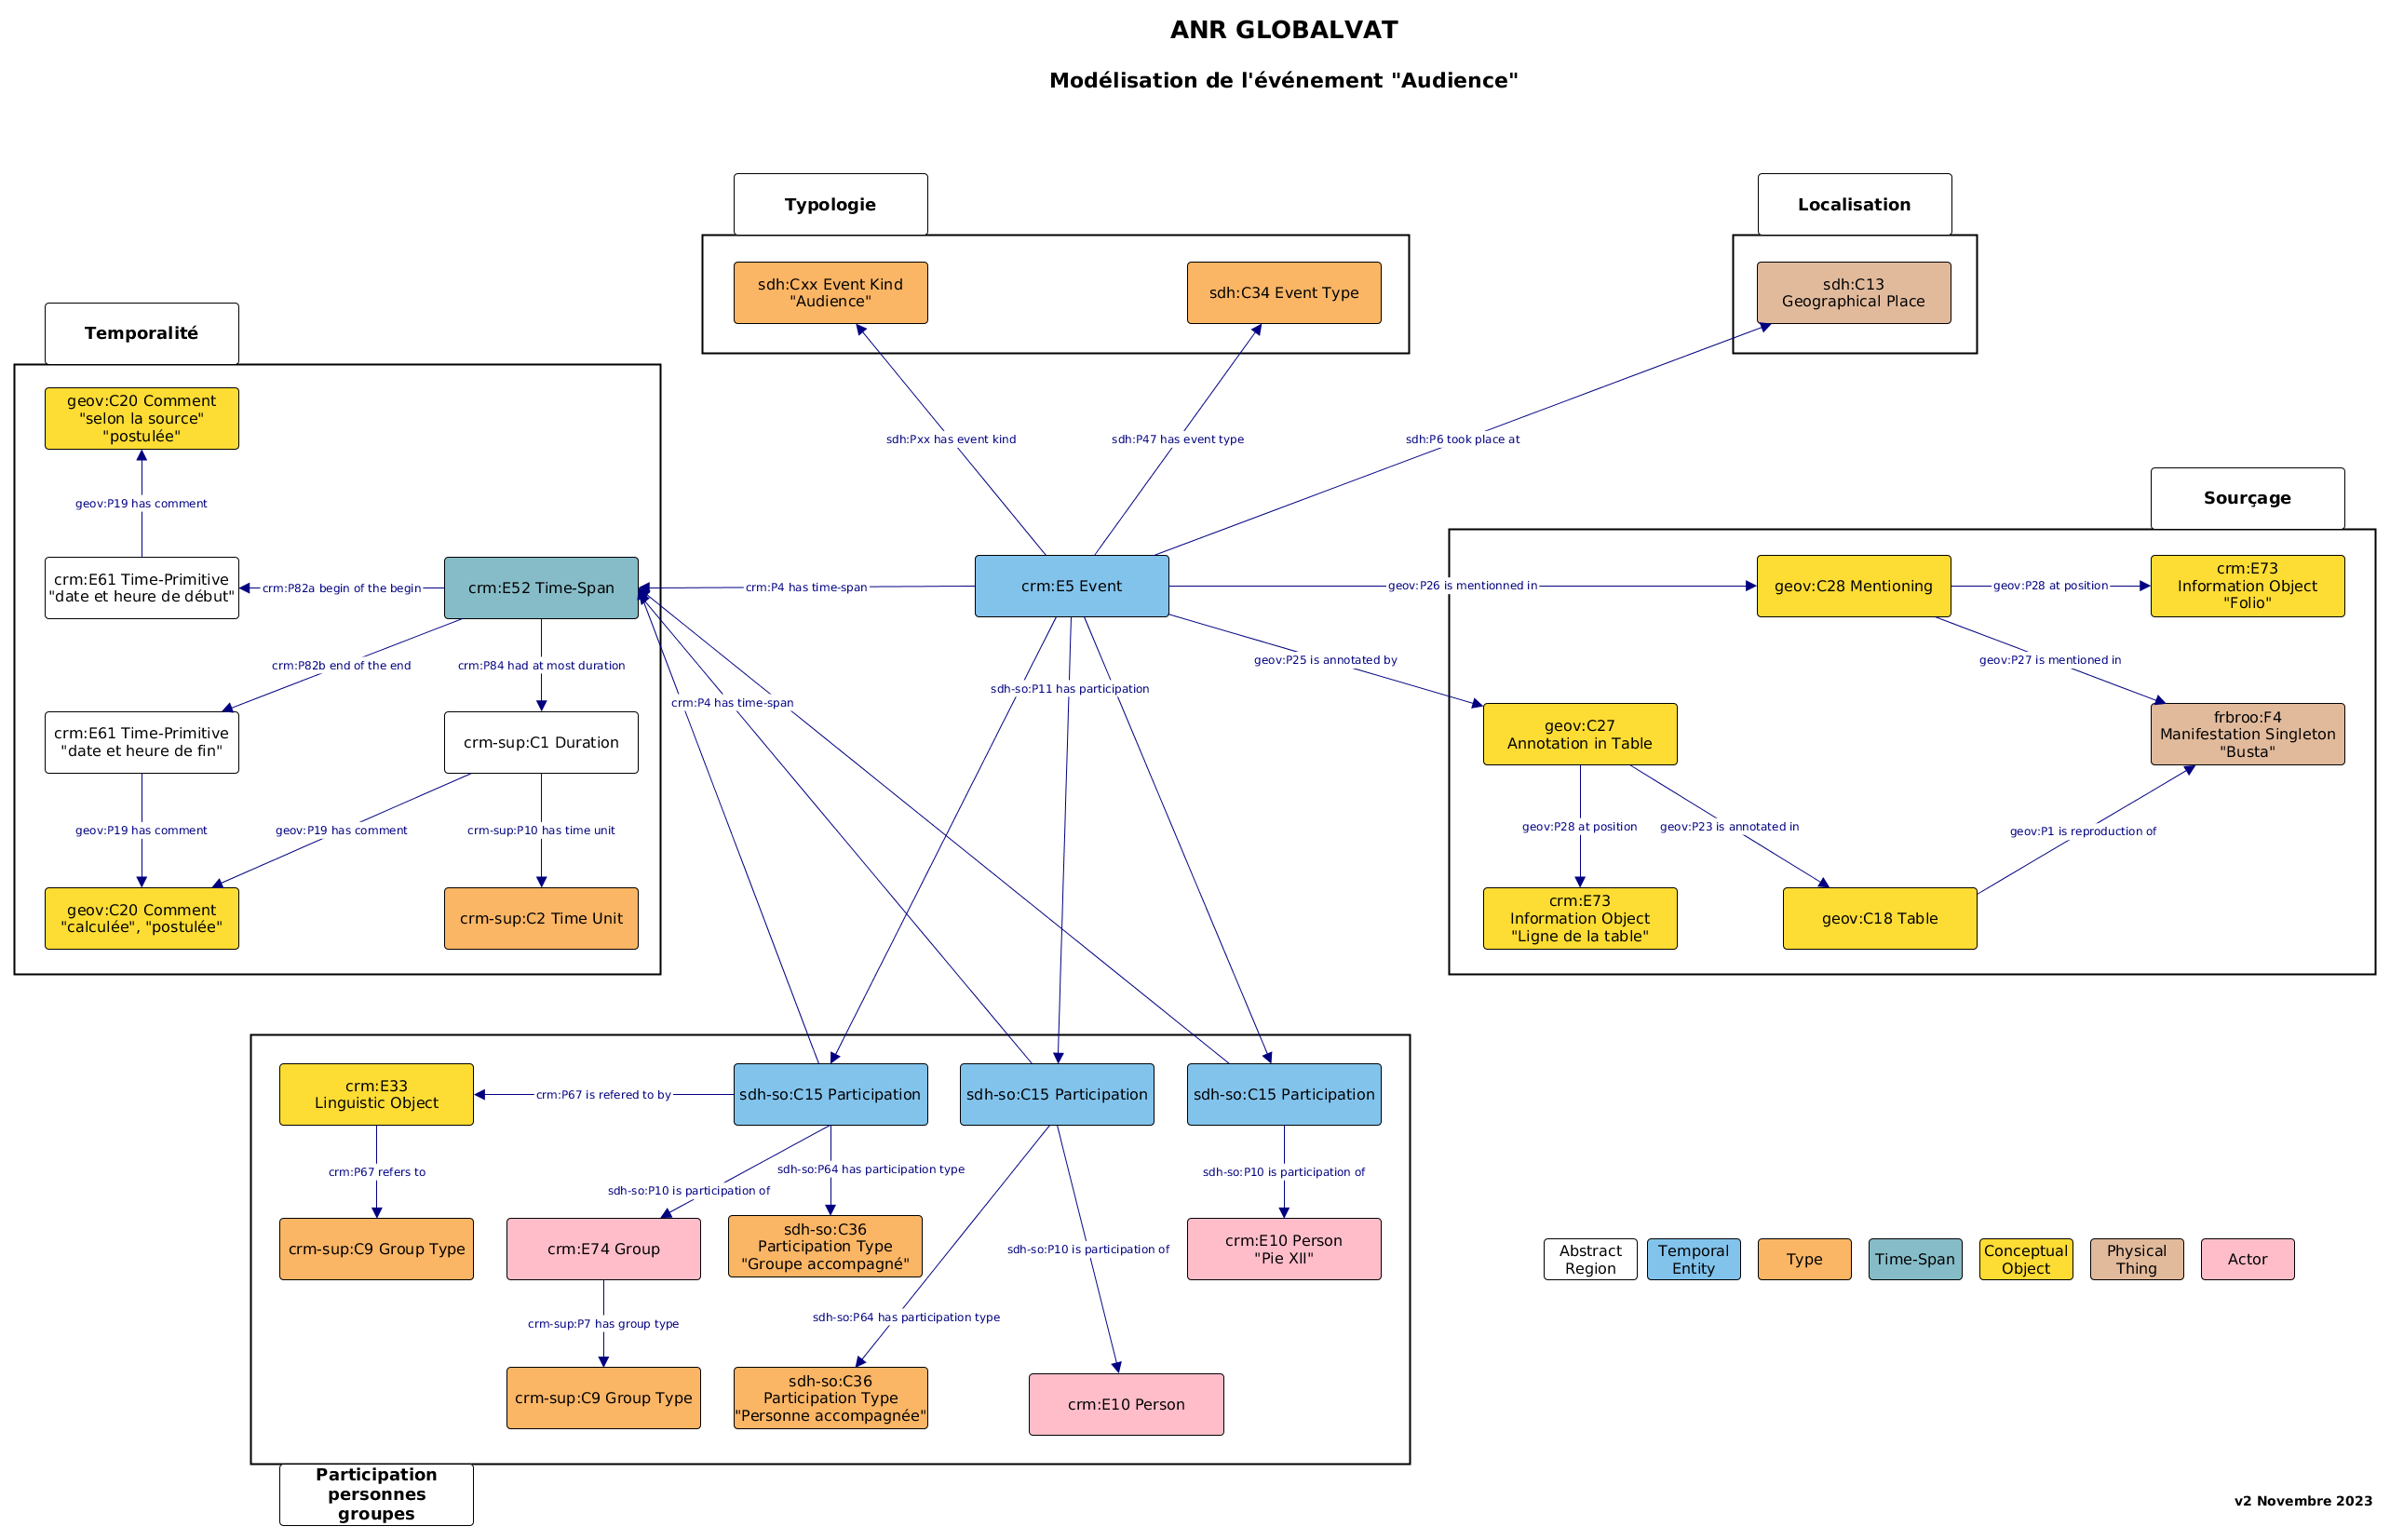 ANR GLOBALVAT
Modélisation de l'événement "Audience"
Typologie
Localisation
sdh:Cxx Event Kind
"Audience"
sdh:C34 Event Type
sdh:C13
Geographical Place
Temporalité
geov:C20 Comment
"selon la source"
"postulée"
sdh:Pxx has event kind
sdh:P47 has event type
sdh:P6 took place at
geov:P19 has comment
Sourçage
crm:E61 Time-Primitive
"date et heure de début"
crm:P82a begin of the begin
crm:E52 Time-Span
crm:P4 has time-span
crm:E5 Event
geov:P26 is mentionned in
geov:C28 Mentioning
geov:P28 at position
crm:E73
Information Object
"Folio"
crm:P82b end of the end
crm:P84 had at most duration
geov:P25 is annotated by
geov:P27 is mentioned in
crm:P4 has time-span
sdh-so:P11 has participation
crm:E61 Time-Primitive
"date et heure de fin"
crm-sup:C1 Duration
geov:C27
Annotation in Table
frbroo:F4
Manifestation Singleton
"Busta"
geov:P19 has comment
geov:P19 has comment
crm-sup:P10 has time unit
geov:P28 at position
geov:P23 is annotated in
geov:P1 is reproduction of
geov:C20 Comment
"calculée", "postulée"
crm-sup:C2 Time Unit
crm:E73
Information Object
"Ligne de la table"
geov:C18 Table
crm:E33
Linguistic Object
crm:P67 is refered to by
sdh-so:C15 Participation
sdh-so:C15 Participation
sdh-so:C15 Participation
crm:P67 refers to
sdh-so:P10 is participation of
sdh-so:P64 has participation type
sdh-so:P10 is participation of
crm-sup:C9 Group Type
crm:E74 Group
sdh-so:C36
Participation Type
"Groupe accompagné"
sdh-so:P10 is participation of
crm:E10 Person
"Pie XII"
crm-sup:P7 has group type
sdh-so:P64 has participation type
crm-sup:C9 Group Type
sdh-so:C36
Participation Type
"Personne accompagnée"
crm:E10 Person
Abstract
Region
Temporal
Entity
Type
Time-Span
Conceptual
Object
Physical
Thing
Actor
Participation
personnes
groupes
v2 Novembre 2023